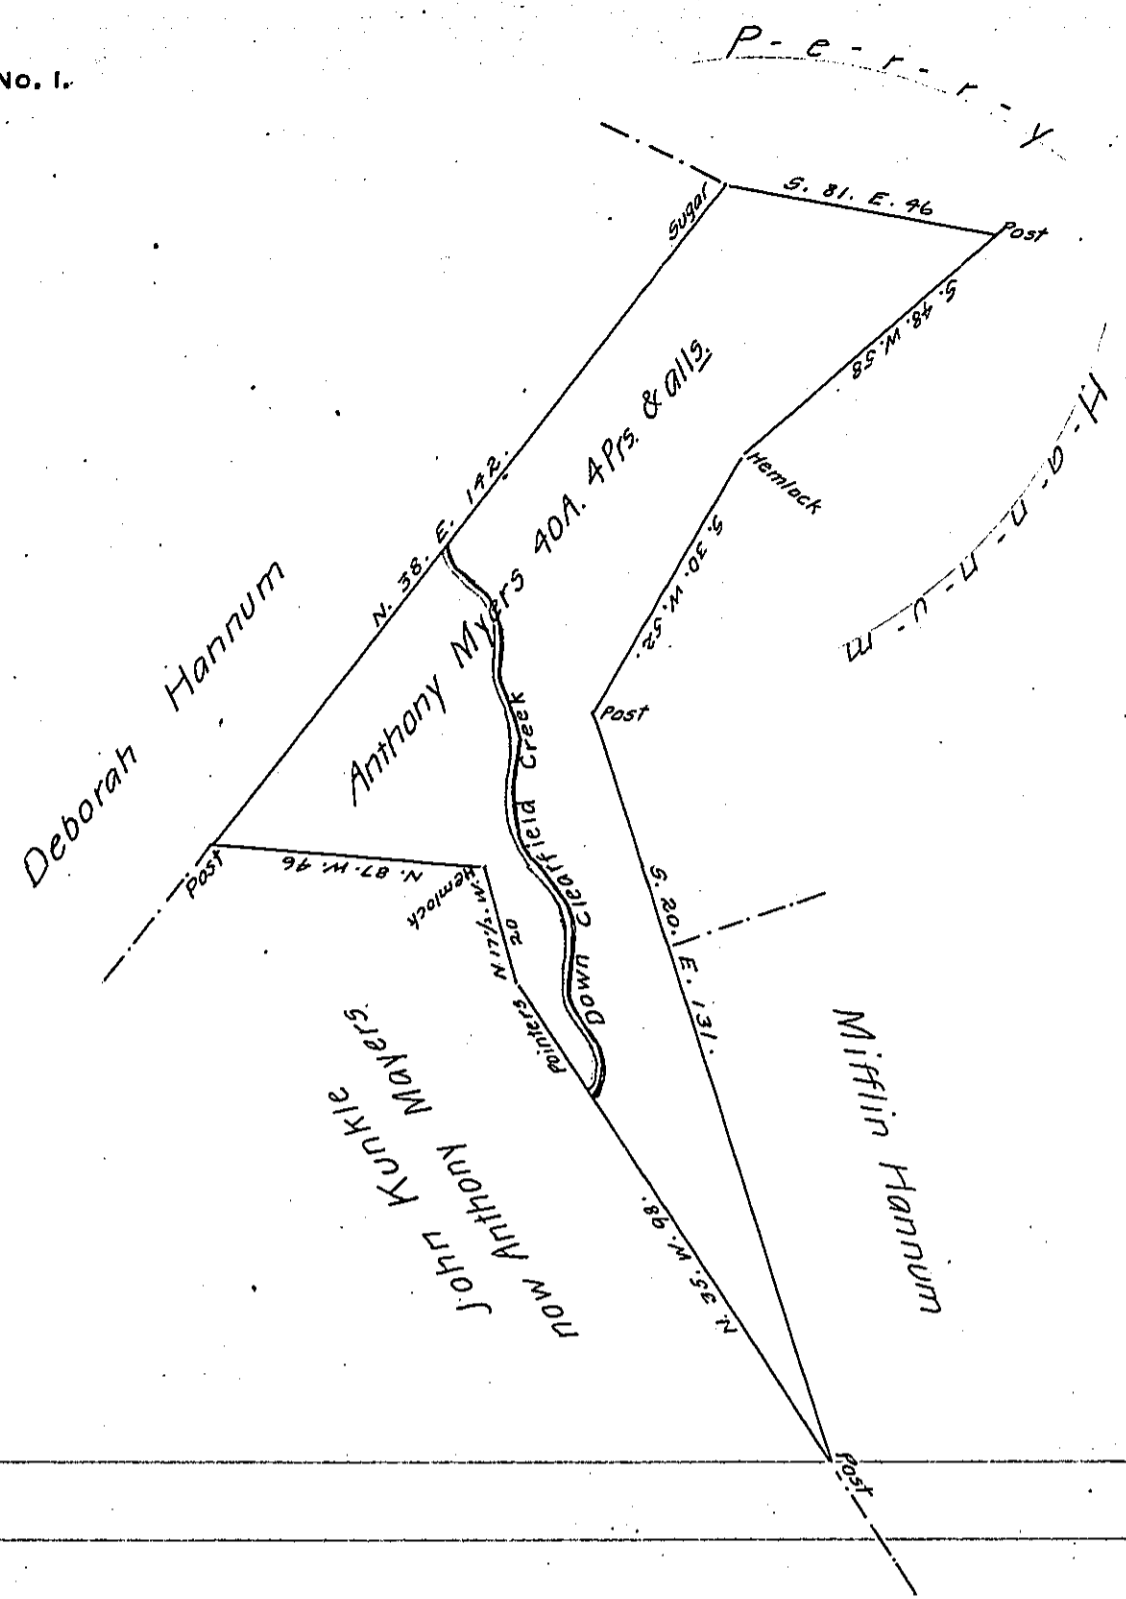 No. 1.
P-e-r-r-y
H-a-n-n-u-m
S. 81. E. 46
Sugar
Post
S. 48. W. 58
Hemlock
S. 30. W. 52.
Post
N. 38. E. 142.
Anthony Myers 40A. 4Prs. & alls.
Deborah Hannum
Down Clearfield Creek
Post
N. 87. W. 46
Hemlock
N. 17½. W.
20
Pointers
S. 20. E. 131.
Mifflin Hannum
John Kunkle
now Anthony Mayers.
N. 35. W. 98.
Post